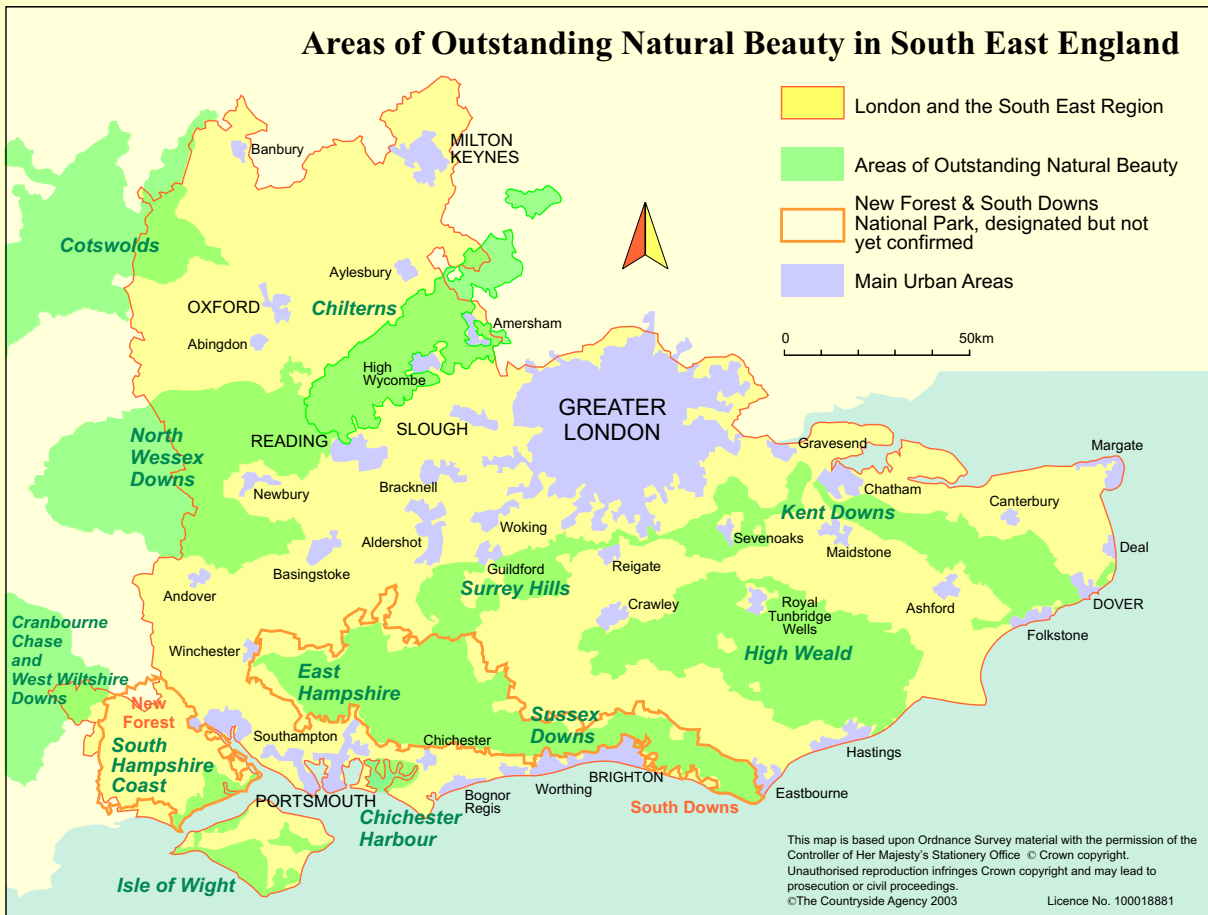 Areas of Outstanding Natural Beauty in South East England
London and the South East Region
Areas of Outstanding Natural Beauty
New Forest & South Downs
National Park, designated but not
yet confirmed
Main Urban Areas
0 50km
Banbury
MILTON
KEYNES
Cotswolds
Aylesbury
OXFORD
Chilterns
Abingdon
Amersham
High
Wycombe
GREATER
LONDON
SLOUGH
READING
North
Wessex
Downs
Gravesend
Margate
Newbury
Bracknell
Chatham
Canterbury
Kent Downs
Woking
Aldershot
Sevenoaks
Maidstone
Deal
Basingstoke
Guildford
Reigate
Surrey Hills
Andover
Crawley
Royal
Tunbridge
Wells
Ashford
DOVER
Folkstone
Cranbourne
Chase
and
West Wiltshire
Downs
Winchester
High Weald
East
Hampshire
New
Forest
Sussex
Downs
Southampton
Chichester
South
Hampshire
Coast
Hastings
BRIGHTON
Worthing
Bognor
Regis
Eastbourne
PORTSMOUTH
South Downs
Chichester
Harbour
Isle of Wight
This map is based upon Ordnance Survey material with the permission of the
Controller of Her Majesty's Stationery Office © Crown copyright.
Unauthorised reproduction infringes Crown copyright and may lead to
prosecution or civil proceedings.
©The Countryside Agency 2003 Licence No. 100018881